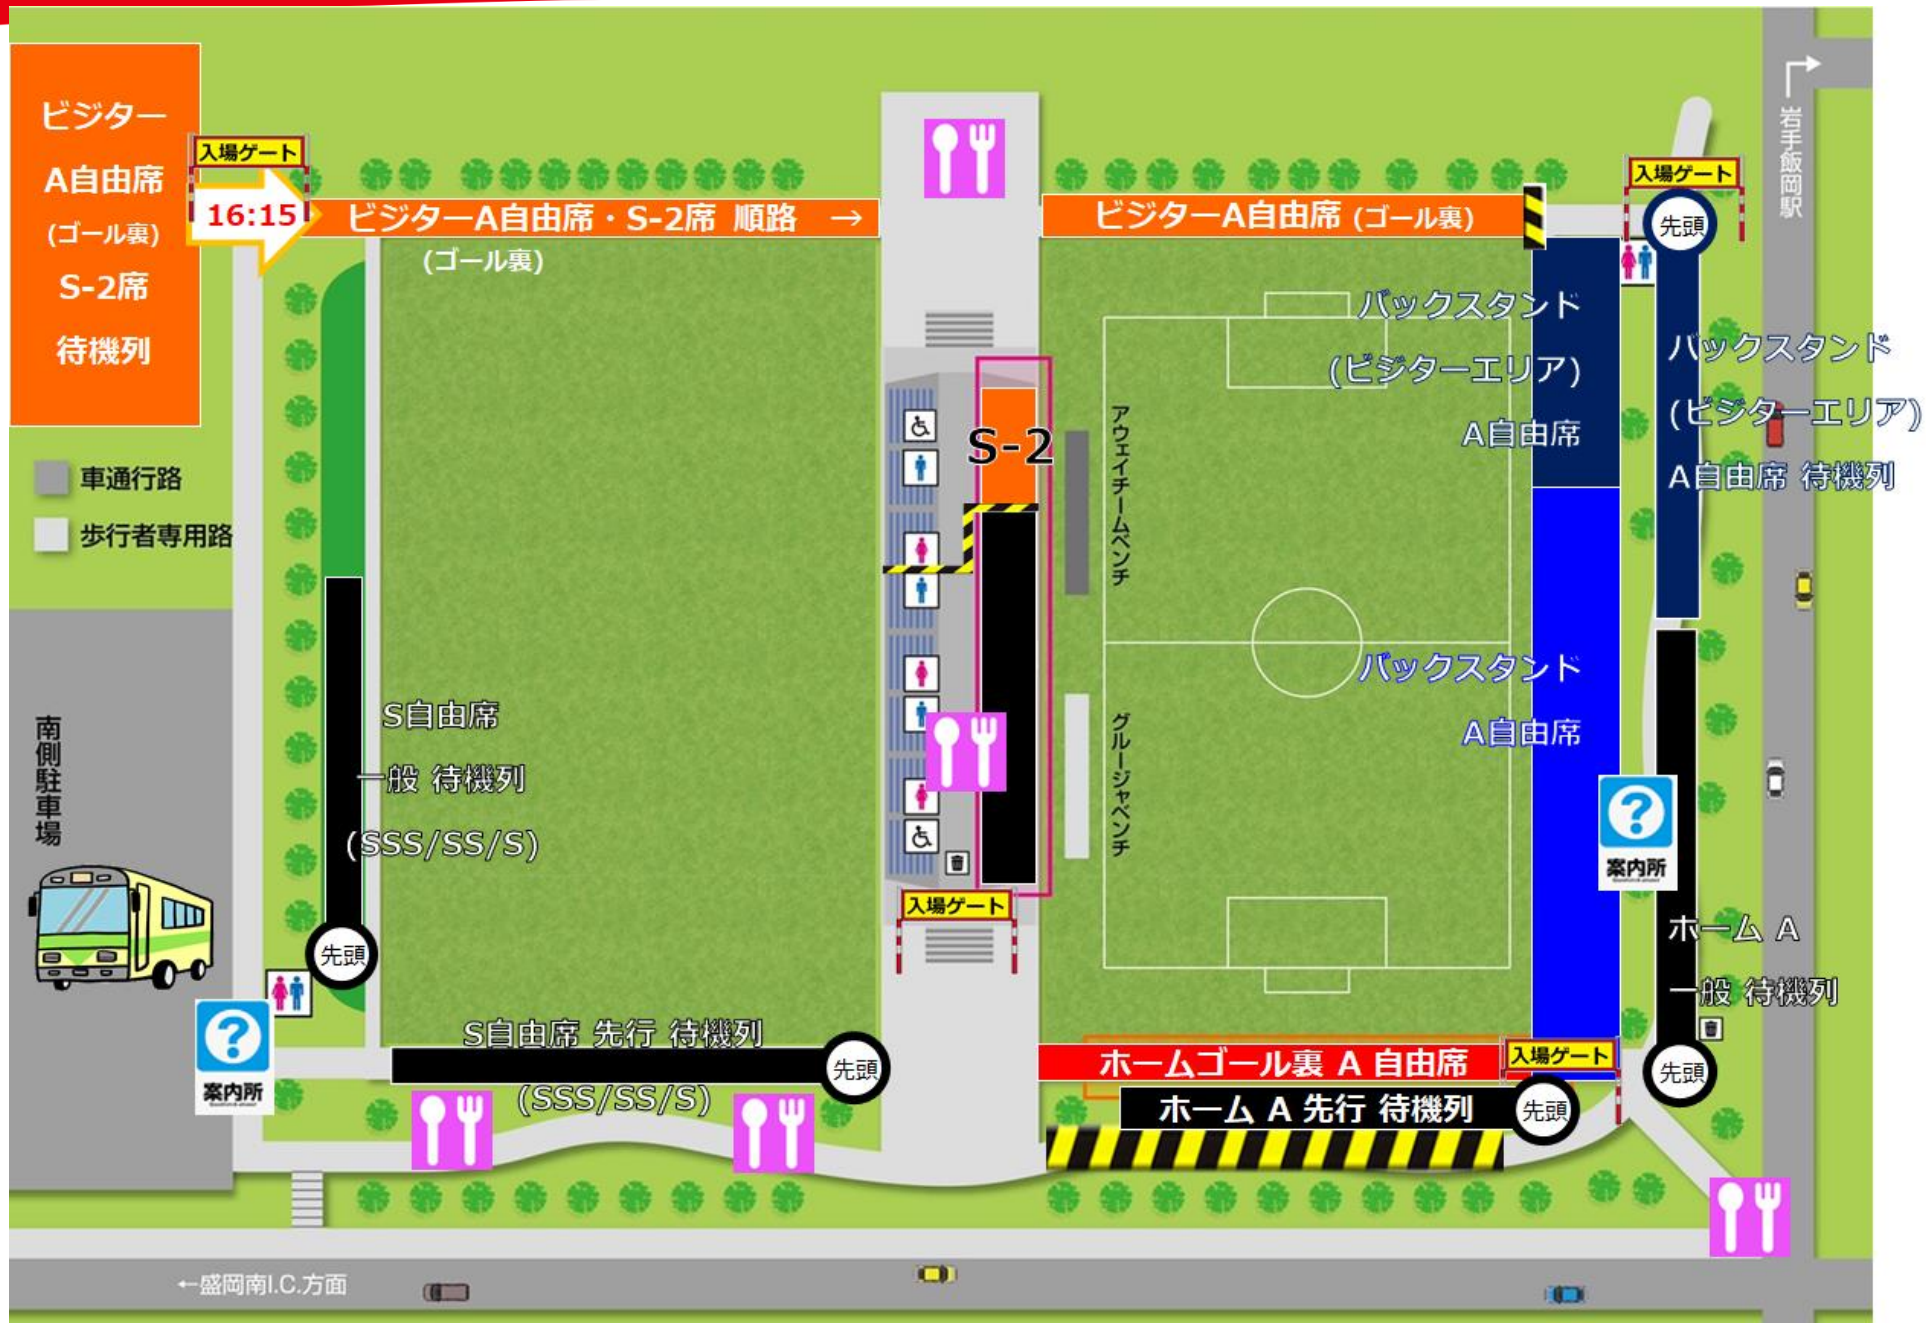 ビジター
A自由席
(ゴール裏)
S-2席
待機列
入場ゲート
16:15
ビジターA自由席・S-2席 順路 →
(ゴール裏)
ビジターA自由席 (ゴール裏)
入場ゲート
先頭
岩手飯岡駅
バックスタンド
(ビジターエリア)
A自由席
バックスタンド
(ビジターエリア)
A自由席 待機列
車通行路
歩行者専用路
S-2
アウェイチームベンチ
南側駐車場
S自由席
一般 待機列
(SSS/SS/S)
先頭
グルージャベンチ
バックスタンド
A自由席
?
案内所
ホーム A
一般 待機列
先頭
入場ゲート
?
案内所
S自由席 先行 待機列
(SSS/SS/S)
先頭
ホームゴール裏 A 自由席
入場ゲート
ホーム A 先行 待機列
先頭
←盛岡南I.C.方面